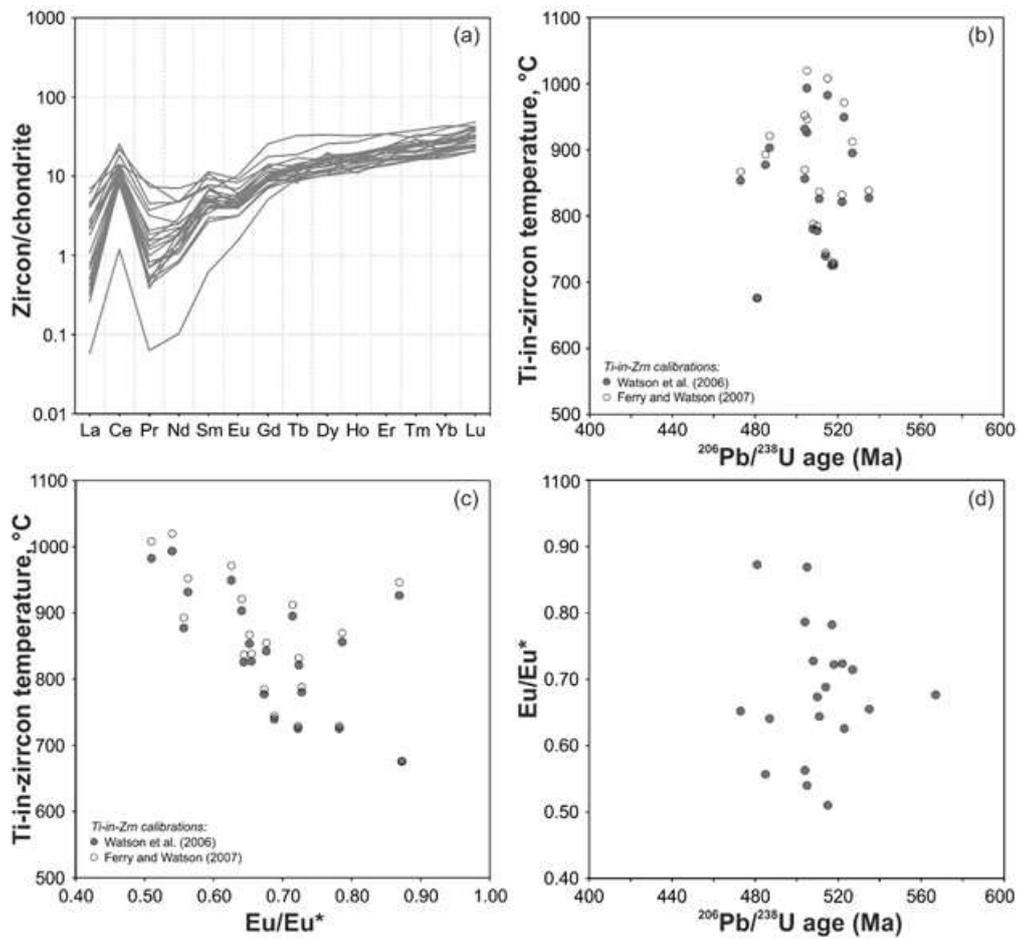 (a)
1000
100
10
1
0.1
0.01
Zircon/chondrite
La Ce Pr Nd Sm Eu Gd Tb Dy Ho Er Tm Yb Lu
(b)
1100
1000
900
800
700
600
500
Ti-in-zirrcon temperature, °C
Ti-in-Zrn calibrations:
Watson et al. (2006)
Ferry and Watson (2007)
400 440 480 520 560 600
²⁰⁶Pb/²³⁸U age (Ma)
(c)
1100
1000
900
800
700
600
500
Ti-in-zirrcon temperature, °C
Ti-in-Zrn calibrations:
Watson et al. (2006)
Ferry and Watson (2007)
0.40 0.50 0.60 0.70 0.80 0.90 1.00
Eu/Eu*
(d)
0.90
0.80
0.70
0.60
0.50
0.40
Eu/Eu*
400 440 480 520 560 600
²⁰⁶Pb/²³⁸U age (Ma)